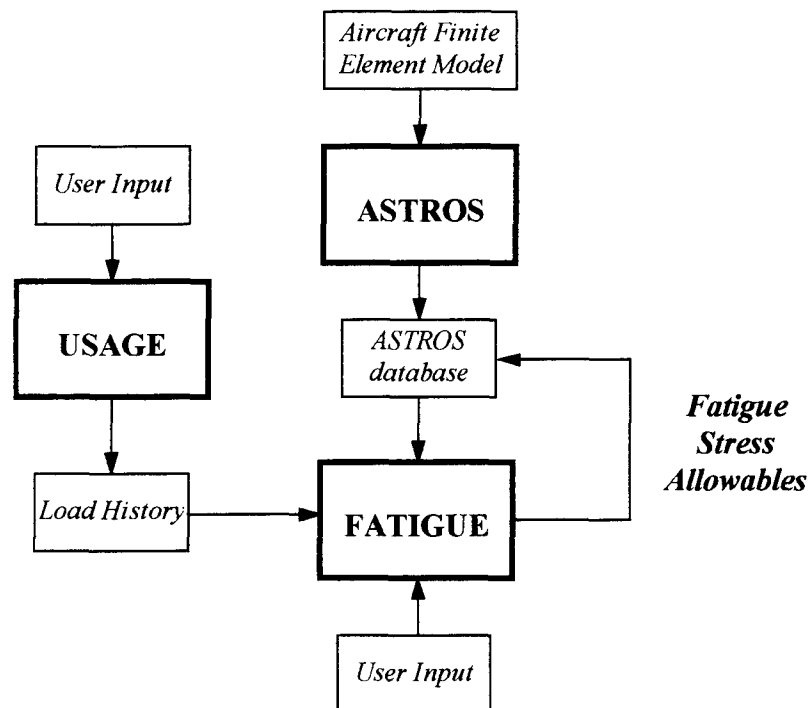 Aircraft Finite
Element Model
User Input
ASTROS
USAGE
ASTROS
database
Fatigue
Stress
Allowables
Load History
FATIGUE
User Input